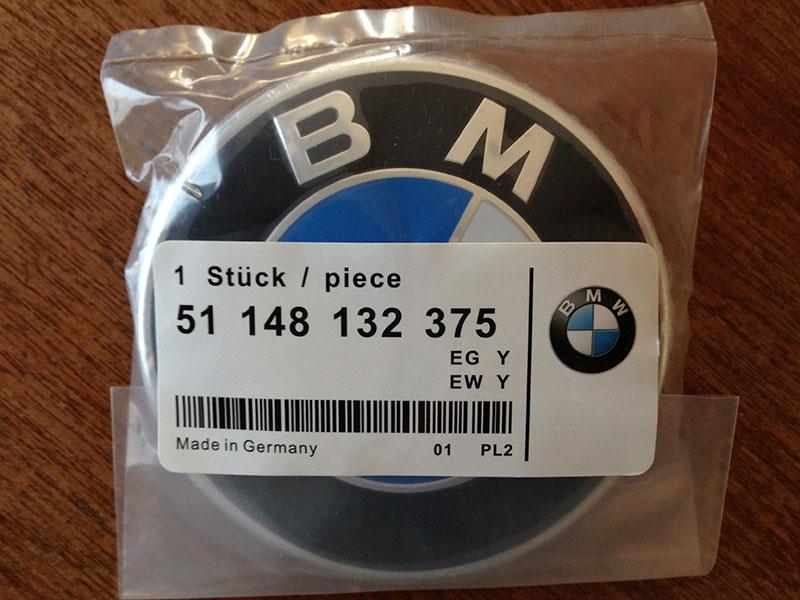 B M
1 Stück / piece
51 148 132 375
EG Y
EW Y
BMW
Made in Germany 01 PL2